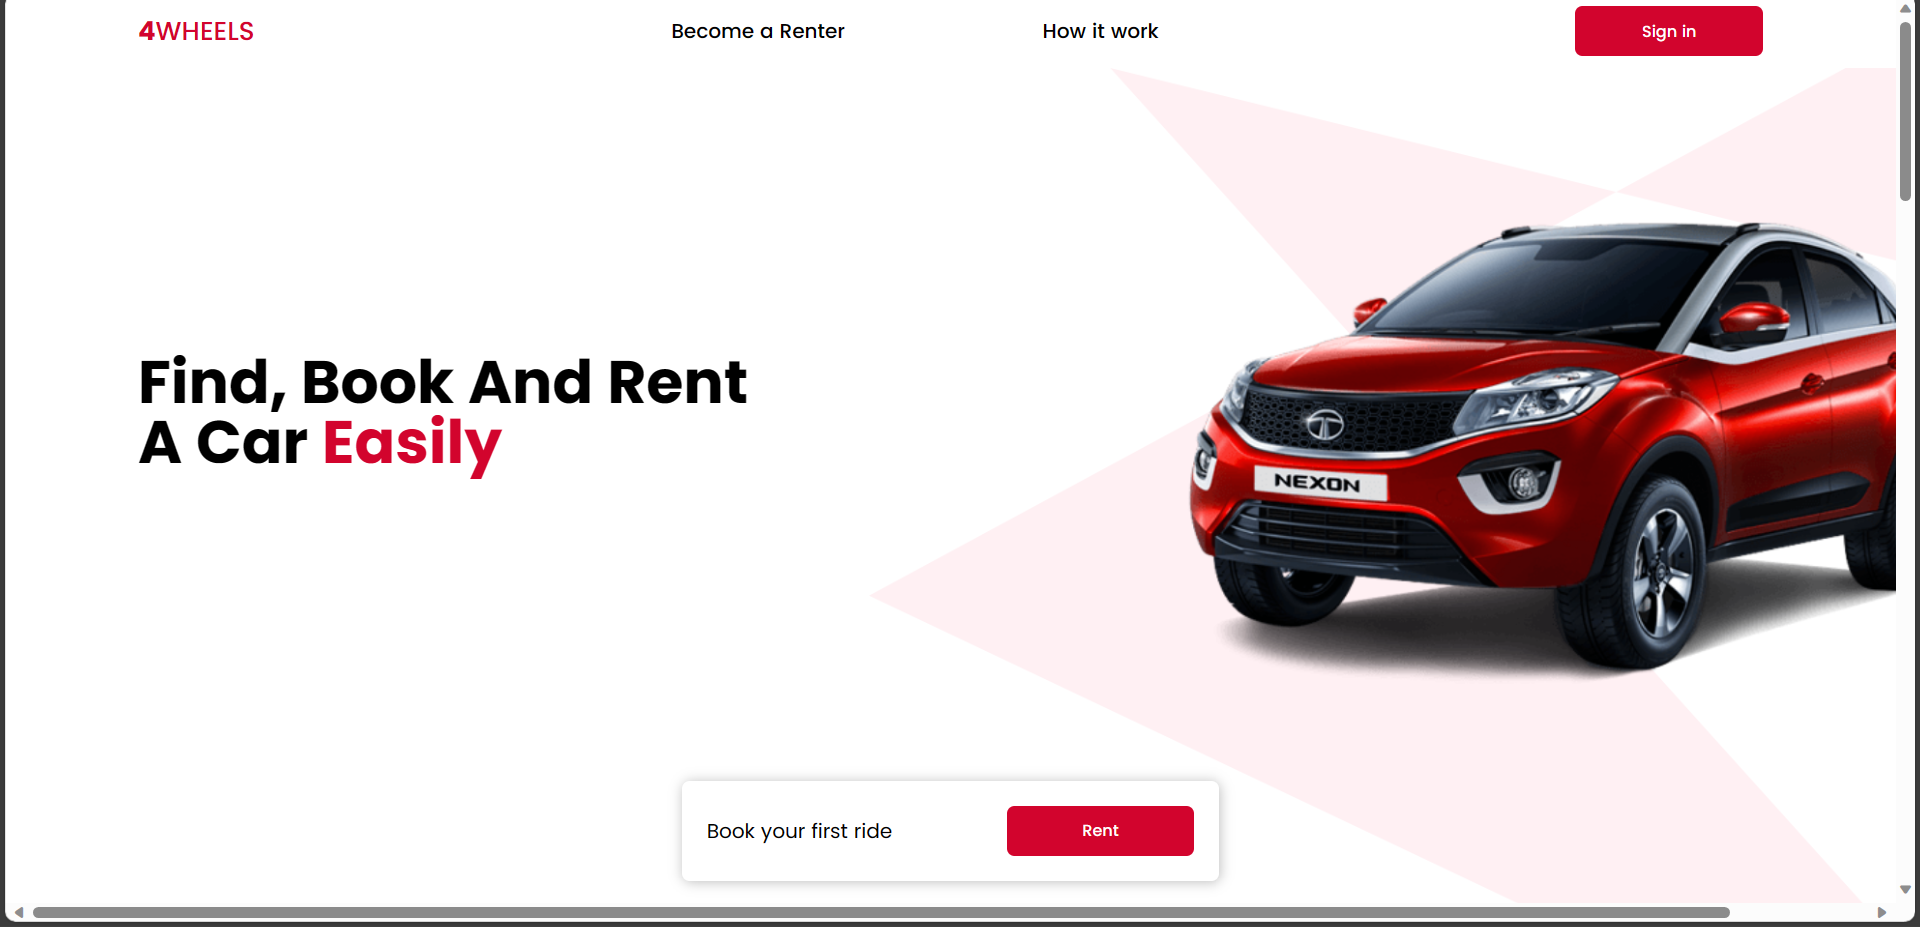 4WHEELS
Become a Renter
How it work
Sign in
Find, Book And Rent
A Car Easily
NEXON
Book your first ride
Rent